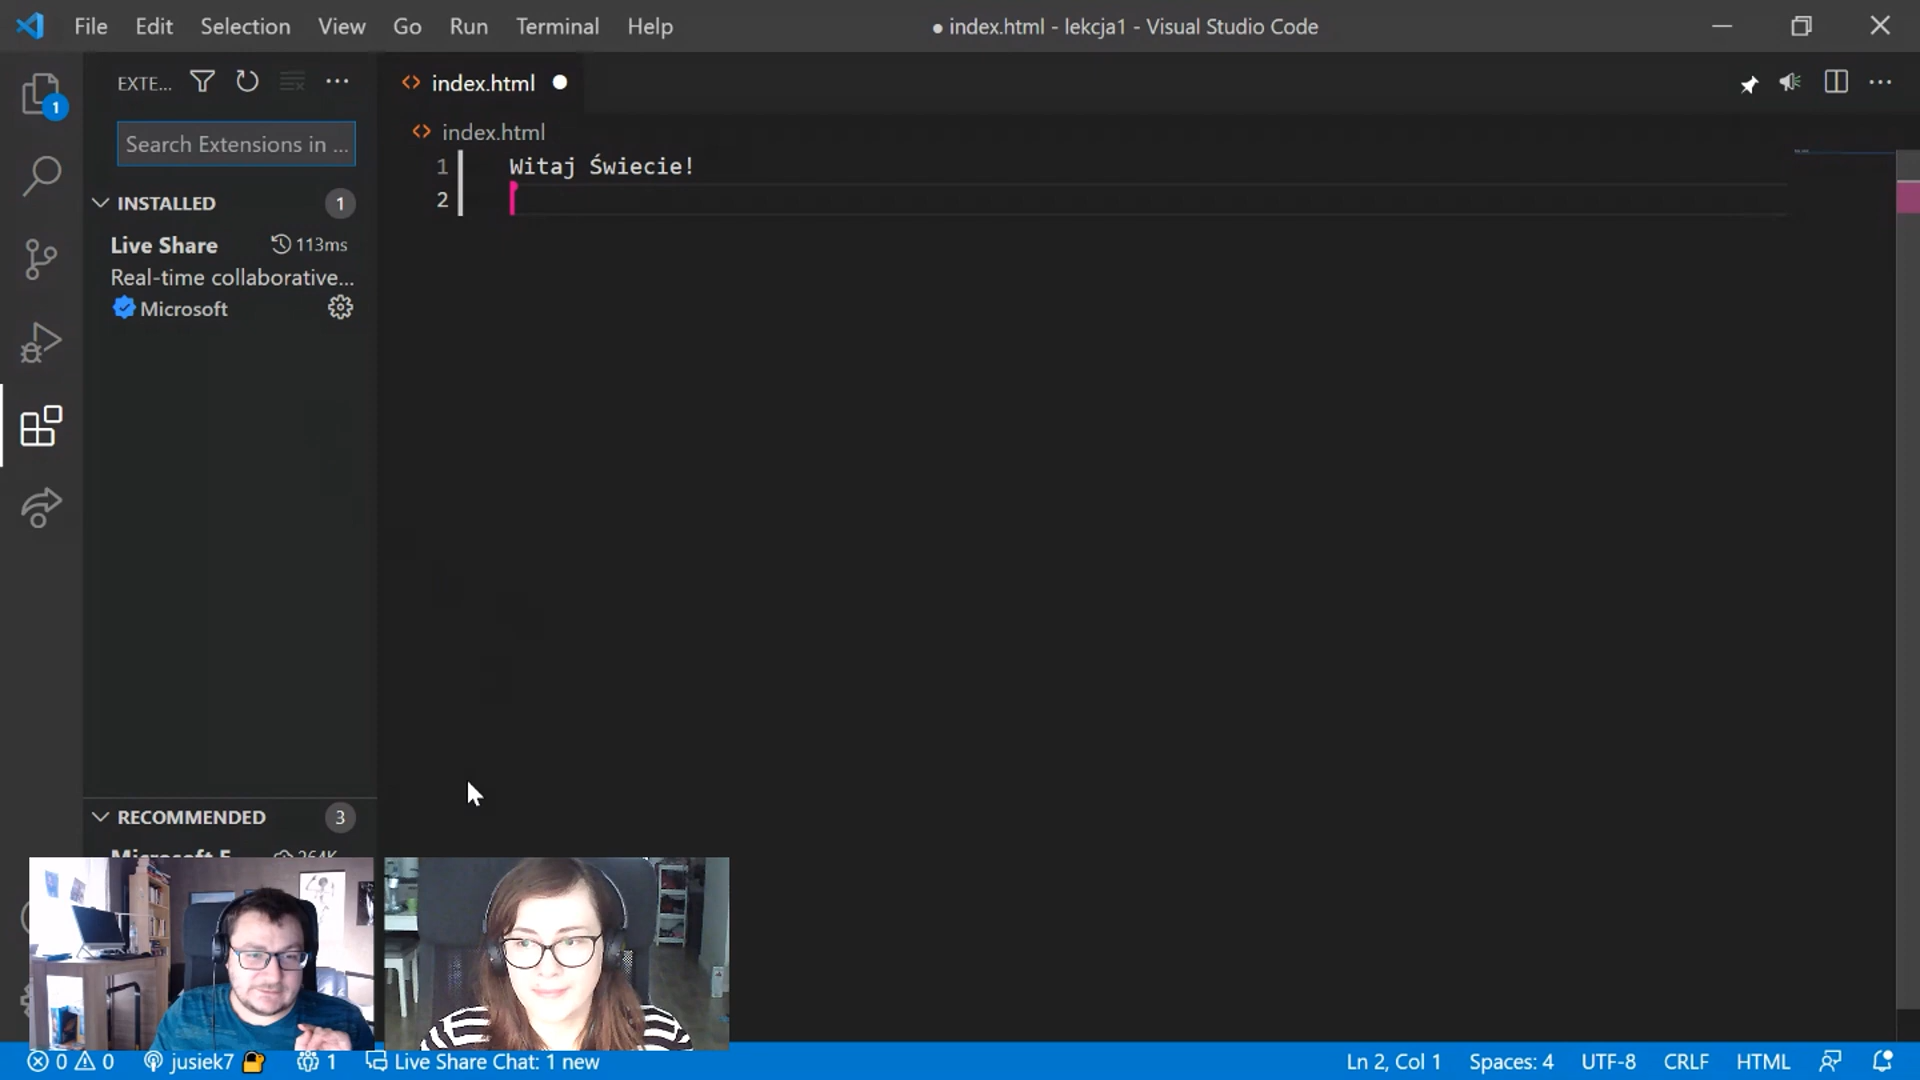 File Edit Selection View Go Run Terminal Help
● index.html - lekcja1 - Visual Studio Code
EXTE...
index.html
1
Search Extensions in ...
index.html
1 Witaj Świecie!
2
INSTALLED 1
Live Share 113ms
Real-time collaborative...
Microsoft
RECOMMENDED 3
0 0 jusiek7 1 Live Share Chat: 1 new
Ln 2, Col 1 Spaces: 4 UTF-8 CRLF HTML